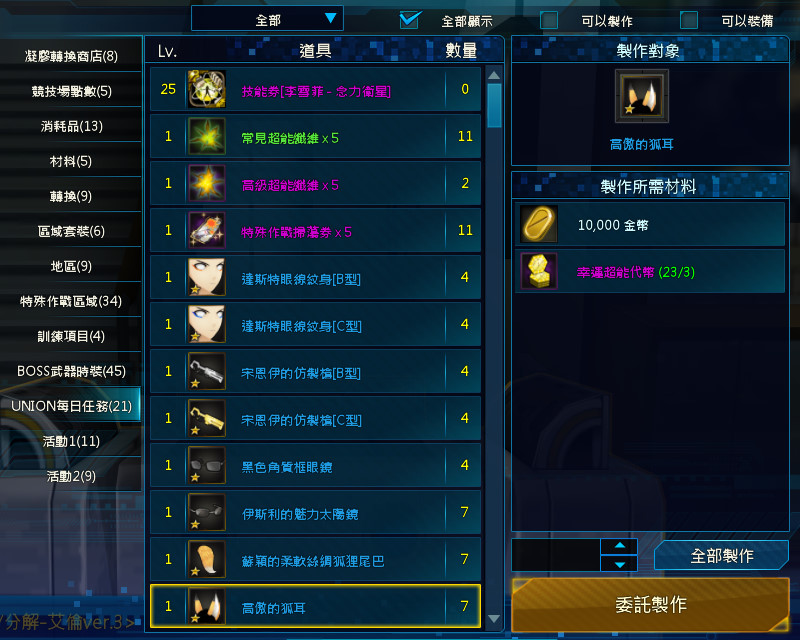 全部
全部顯示
可以製作
可以裝備
凝膠轉換商店(8)
競技場點數(5)
消耗品(13)
材料(5)
轉換(9)
區域套裝(6)
地區(9)
特殊作戰區域(34)
訓練項目(4)
BOSS武器時裝(45)
UNION每日任務(21)
活動1(11)
活動2(9)
Lv. 道具 數量
25 技能券[李雪菲 - 念力衛星] 0
1 常見超能纖維 x 5 11
1 高級超能纖維 x 5 2
1 特殊作戰掃蕩券 x 5 11
1 達斯特眼線紋身[B型] 4
1 達斯特眼線紋身[C型] 4
1 宋恩伊的仿製槍[B型] 4
1 宋恩伊的仿製槍[C型] 4
1 黑色角質框眼鏡 4
1 伊斯利的魅力太陽鏡 7
1 蘇穎的柔軟絲綢狐狸尾巴 7
1 高傲的狐耳 7
製作對象
高傲的狐耳
製作所需材料
10,000 金幣
幸運超能代幣 (23/3)
全部製作
委託製作
/分解-艾倫ver.3>